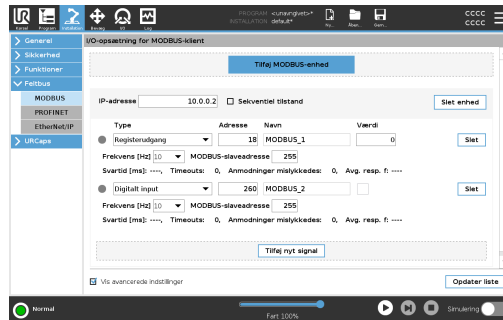 PROGRAM <unavngivet>*
INSTALLATION default*
CCCC
CCCC
Kørsel Program Installation Bevæg I/O Log Ny... Åbn... Gem...
Generel
Sikkerhed
Funktioner
Feltbus
MODBUS
PROFINET
EtherNet/IP
URCaps
I/O-opsætning for MODBUS-klient
Tilføj MODBUS-enhed
IP-adresse 10.0.0.2 Sekventiel tilstand Slet enhed
Type Adresse Navn Værdi
Registerudgang 18 MODBUS_1 0 Slet
Frekvens [Hz] 10 MODBUS-slaveadresse 255
Svartid [ms]: ----, Timeouts: 0, Anmodninger mislykkedes: 0, Avg. resp. f: ----
Digitalt input 260 MODBUS_2 Slet
Frekvens [Hz] 10 MODBUS-slaveadresse 255
Svartid [ms]: ----, Timeouts: 0, Anmodninger mislykkedes: 0, Avg. resp. f: ----
Tilføj nyt signal
Vis avancerede indstillinger
Opdater liste
Normal
Fart 100%
Simulering